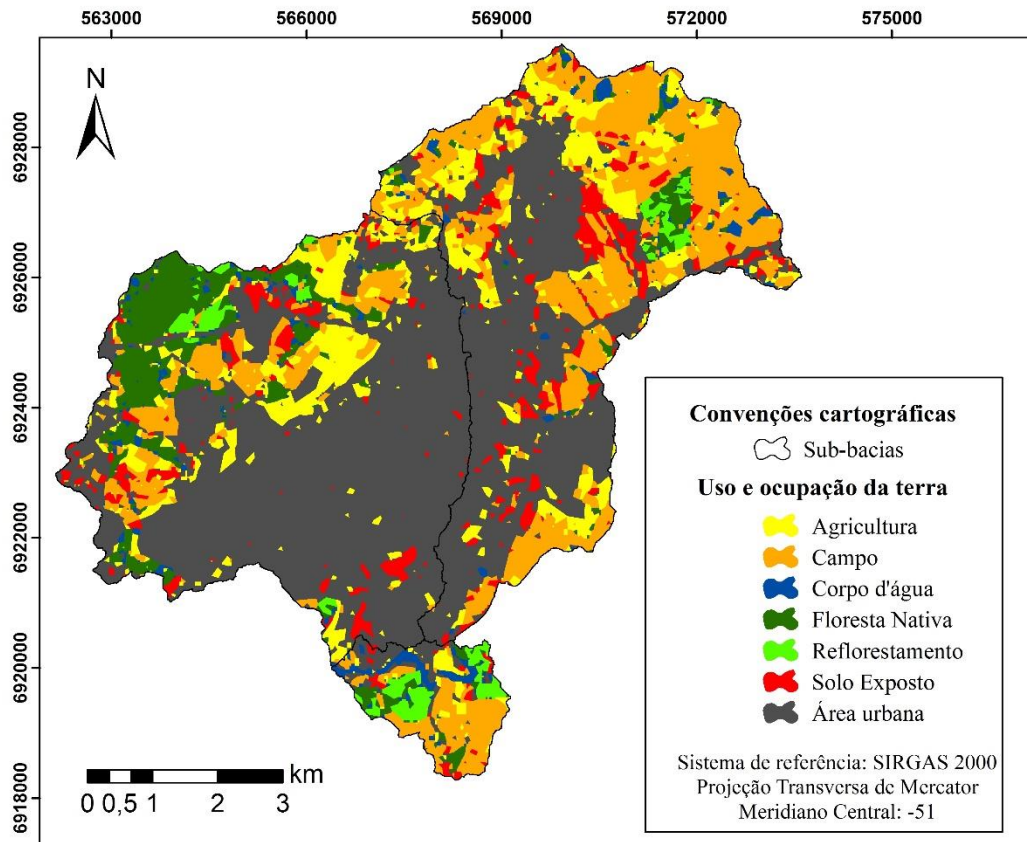 563000 566000 569000 572000 575000
6928000
6926000
6924000
6922000
6920000
6918000
N
km
0 0,5 1 2 3
Convenções cartográficas
Sub-bacias
Uso e ocupação da terra
Agricultura
Campo
Corpo d'água
Floresta Nativa
Reflorestamento
Solo Exposto
Área urbana
Sistema de referência: SIRGAS 2000
Projeção Transversa de Mercator
Meridiano Central: -51